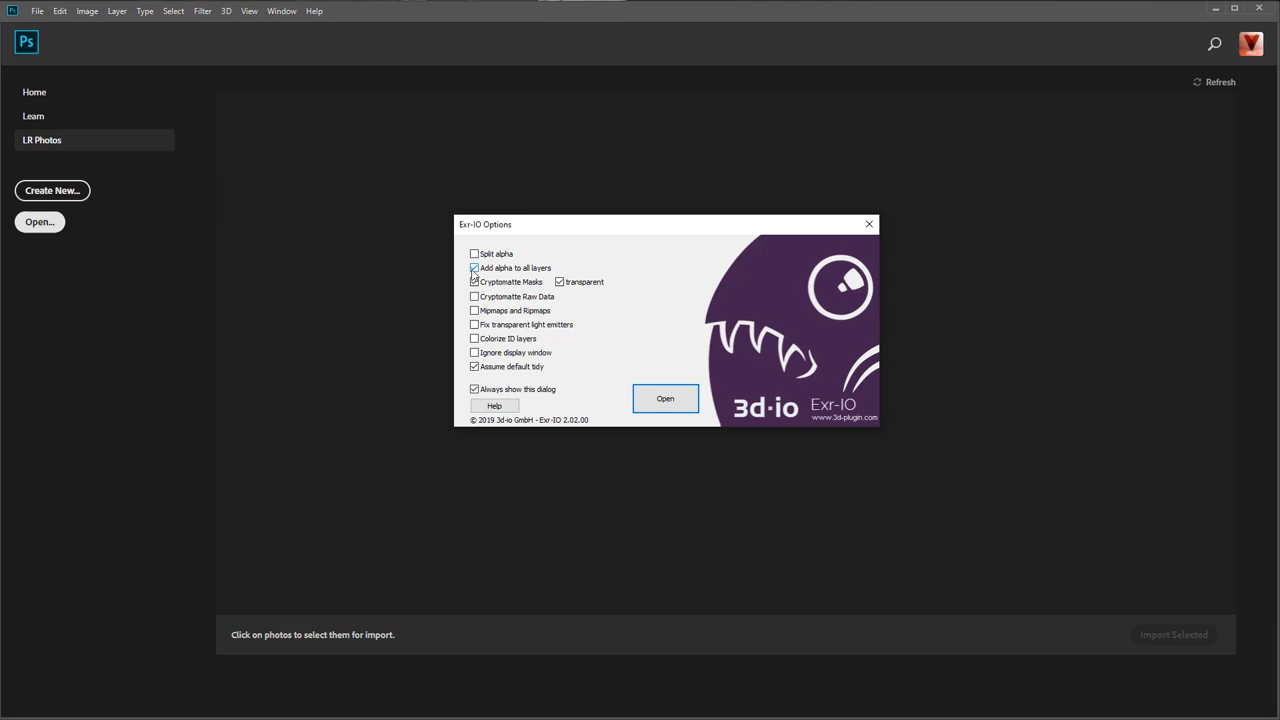 Ps File Edit Image Layer Type Select Filter 3D View Window Help
Ps
Refresh
Home
Learn
LR Photos
Create New...
Open...
Exr-IO Options
Split alpha
Add alpha to all layers
Cryptomatte Masks transparent
Cryptomatte Raw Data
Mipmaps and Ripmaps
Fix transparent light emitters
Colorize ID layers
Ignore display window
Assume default tidy
Always show this dialog
Open
Help
© 2019 3d-io GmbH - Exr-IO 2.02.00
3d·io Exr-IO
www.3d-plugin.com
Click on photos to select them for import.
Import Selected